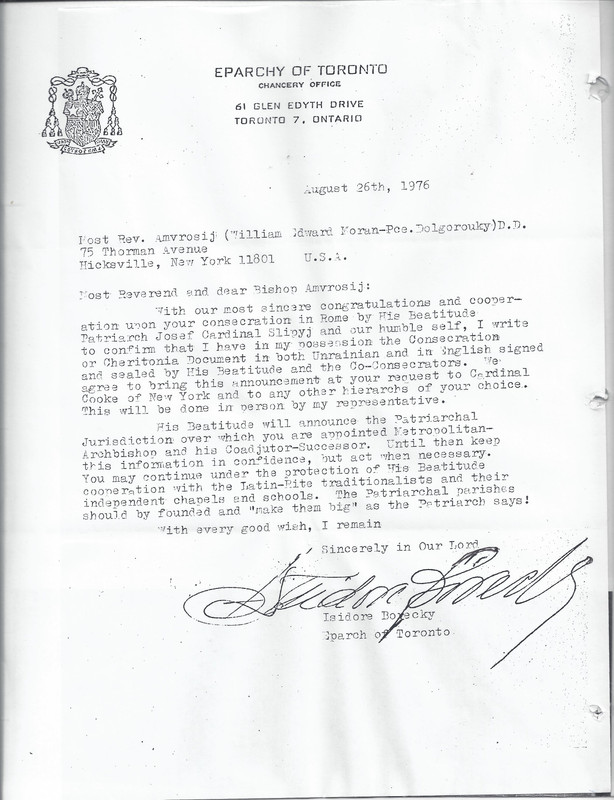 EPARCHY OF TORONTO
CHANCERY OFFICE
61 GLEN EDYTH DRIVE
TORONTO 7, ONTARIO
August 26th, 1976
Most Rev. Amvrosij (William Edward Moran-Pce.Dolgorouky)D.D.
75 Thorman Avenue
Hicksville, New York 11801 U.S.A.
Most Reverend and dear Bishop Amvrosij:
With our most sincere congratulations and cooper-
ation upon your consecration in Rome by His Beatitude
Patriarch Josef Cardinal Slipyj and our humble self, I write
to confirm that I have in my possession the Consecration
or Cheritonia Document in both Unrainian and in English signed
and sealed by His Beatitude and the Co-Consecrators. We
agree to bring this announcement at your request to Cardinal
Cooke of New York and to any other hierarchs of your choice.
This will be done in person by my representative.
His Beatitude will announce the Patriarchal
Jurisdiction over which you are appointed Metropolitan-
Archbishop and his Coadjutor-Successor. Until then keep
this information in confidence, but act when necessary.
You may continue under the protection of His Beatitude
cooperation with the Latin-Rite traditionalists and their
independent chapels and schools. The Patriarchal parishes
should by founded and "make them big" as the Patriarch says!
With every good wish, I remain
Sincerely in Our Lord
Isidore Borecky
Isidore Borecky
Eparch of Toronto